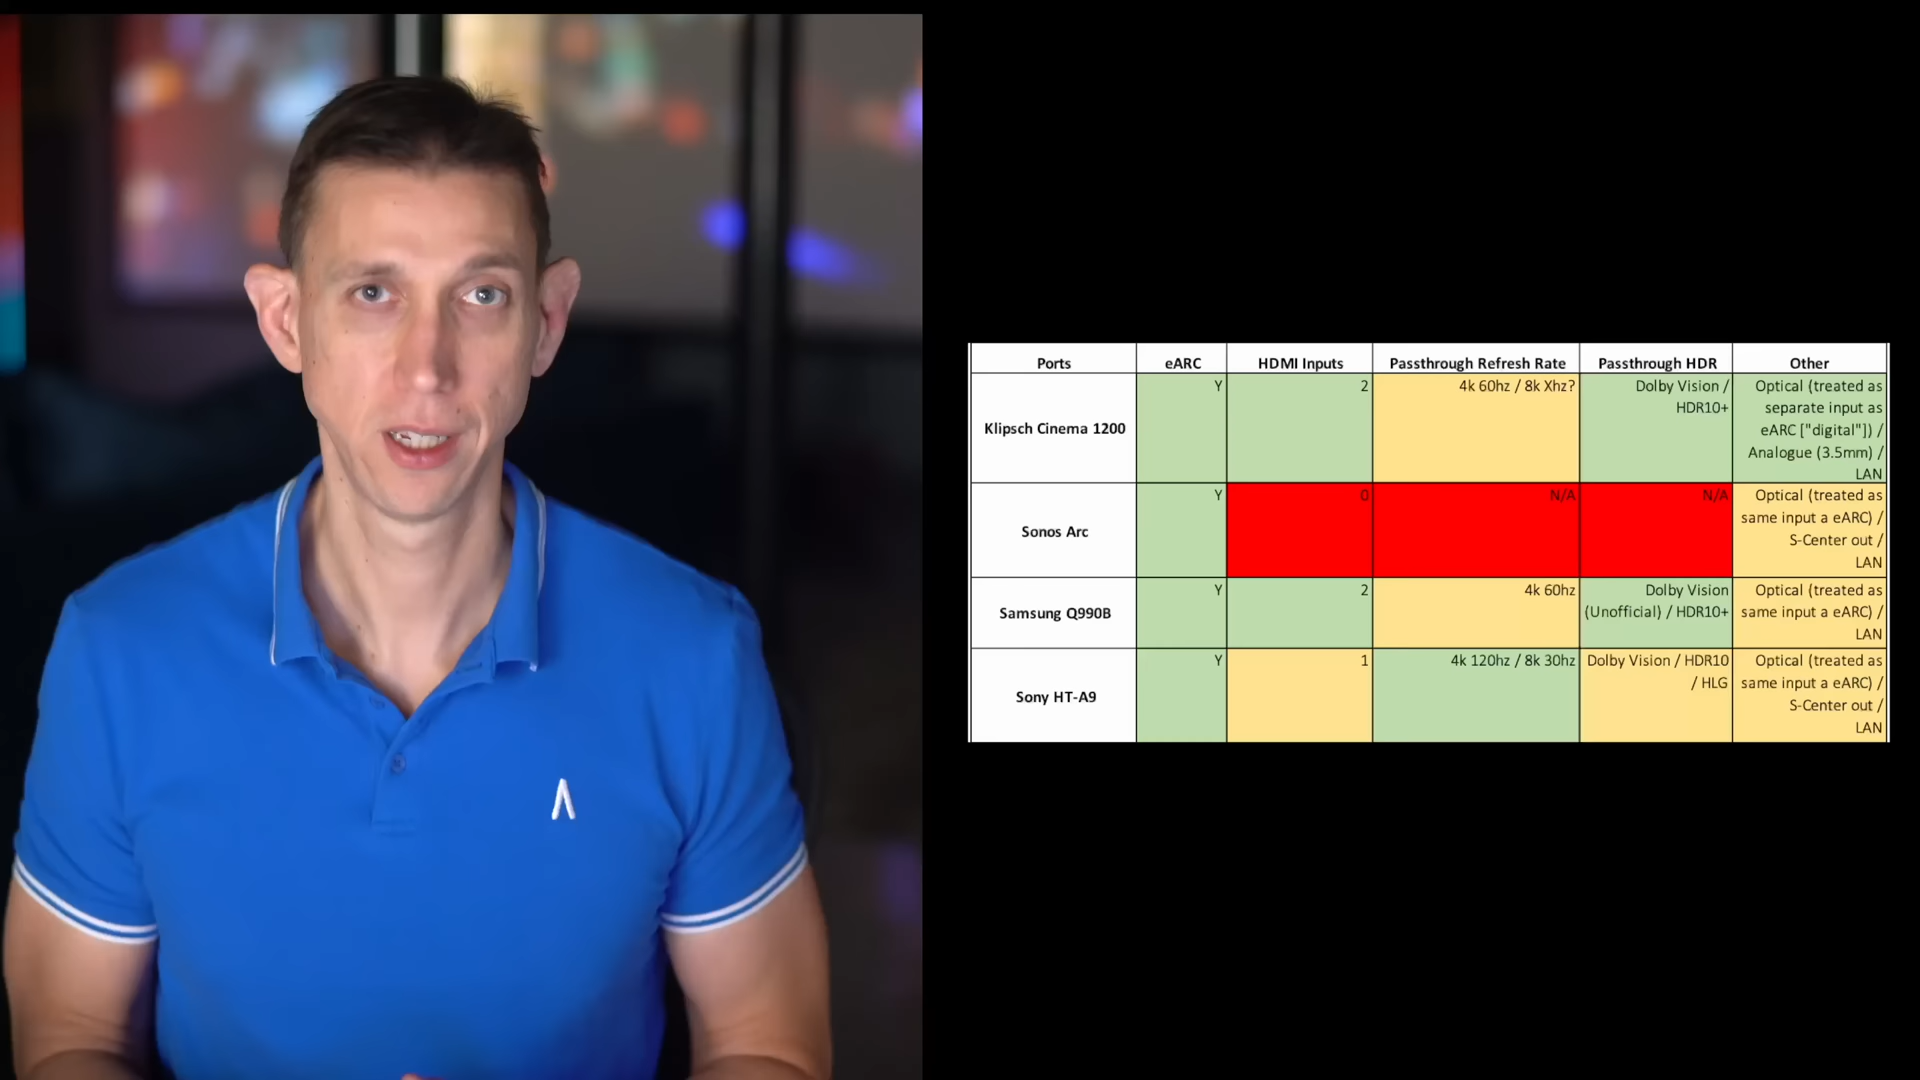 Ports eARC HDMI Inputs Passthrough Refresh Rate Passthrough HDR Other
Klipsch Cinema 1200 Y 2 4k 60hz / 8k Xhz? Dolby Vision / HDR10+ Optical (treated as separate input as eARC ["digital"]) / Analogue (3.5mm) / LAN
Sonos Arc Y 0 N/A N/A Optical (treated as same input a eARC) / S-Center out / LAN
Samsung Q990B Y 2 4k 60hz Dolby Vision (Unofficial) / HDR10+ Optical (treated as same input a eARC) / LAN
Sony HT-A9 Y 1 4k 120hz / 8k 30hz Dolby Vision / HDR10 / HLG Optical (treated as same input a eARC) / S-Center out / LAN